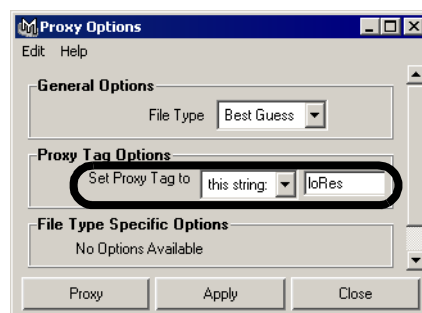 Proxy Options
Edit Help
General Options
File Type Best Guess
Proxy Tag Options
Set Proxy Tag to this string: loRes
File Type Specific Options
No Options Available
Proxy Apply Close